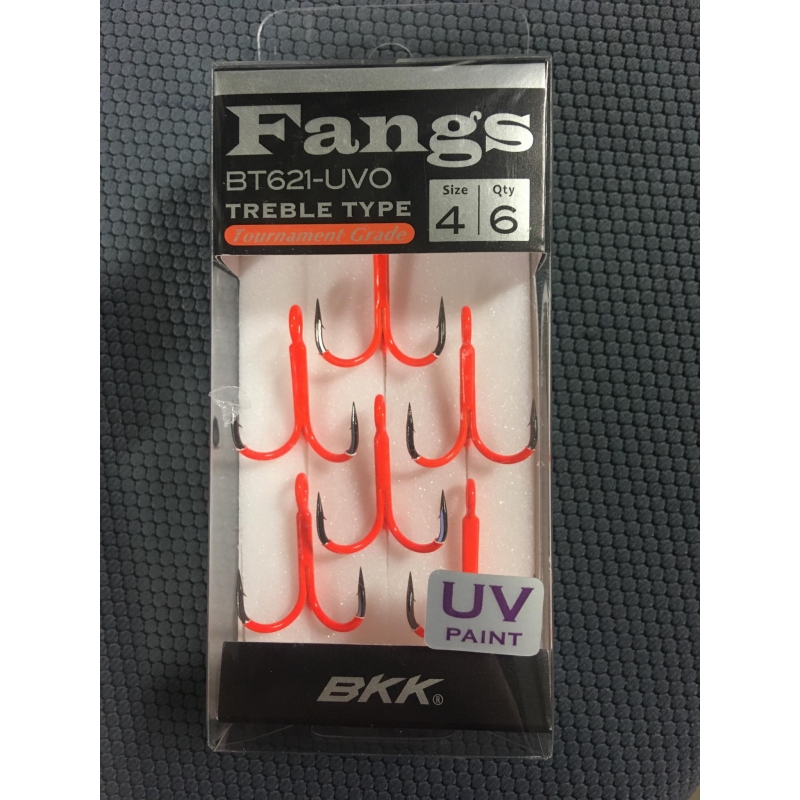 Fangs
BT621-UVO
TREBLE TYPE
Tournament Grade
Size Qty
4 6
UV
PAINT
BKK®